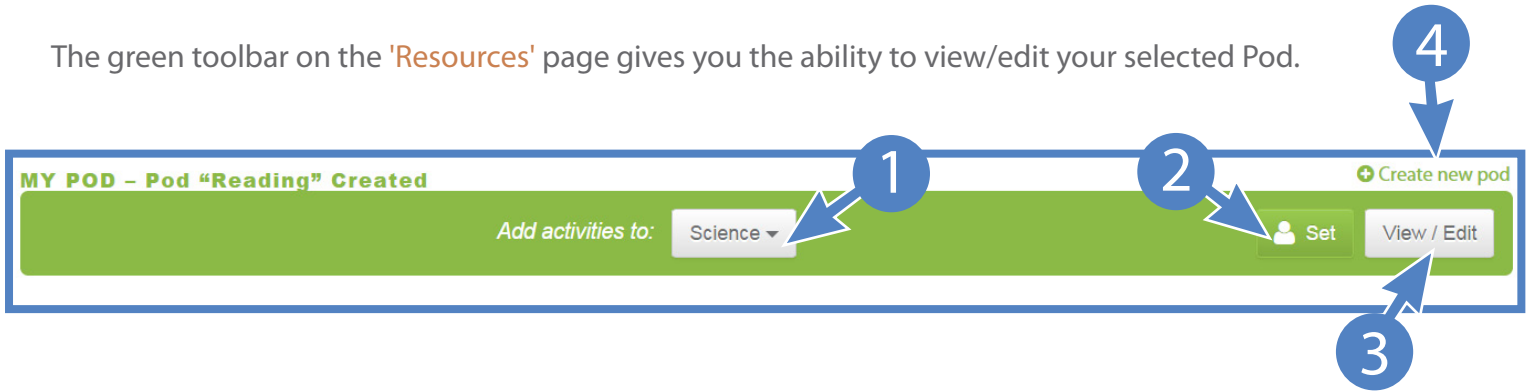 4
The green toolbar on the 'Resources' page gives you the ability to view/edit your selected Pod.
1
2
MY POD – Pod “Reading” Created
Create new pod
Add activities to: Science Set View / Edit
3